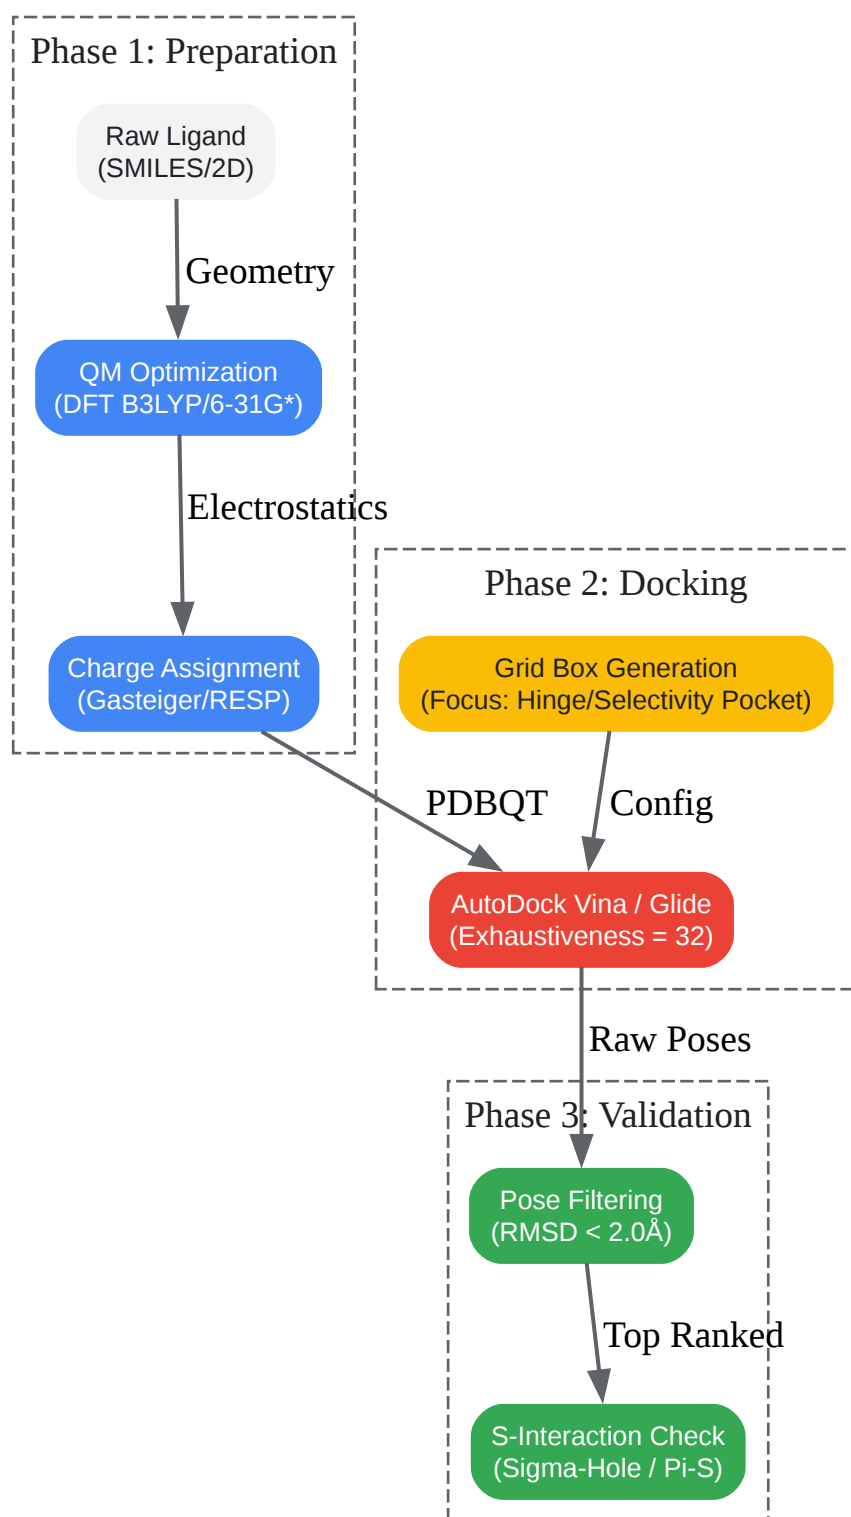 Phase 1: Preparation
Raw Ligand
(SMILES/2D)
Geometry
QM Optimization
(DFT B3LYP/6-31G*)
Electrostatics
Charge Assignment
(Gasteiger/RESP)
Phase 2: Docking
Grid Box Generation
(Focus: Hinge/Selectivity Pocket)
PDBQT
Config
AutoDock Vina / Glide
(Exhaustiveness = 32)
Raw Poses
Phase 3: Validation
Pose Filtering
(RMSD < 2.0Å)
Top Ranked
S-Interaction Check
(Sigma-Hole / Pi-S)